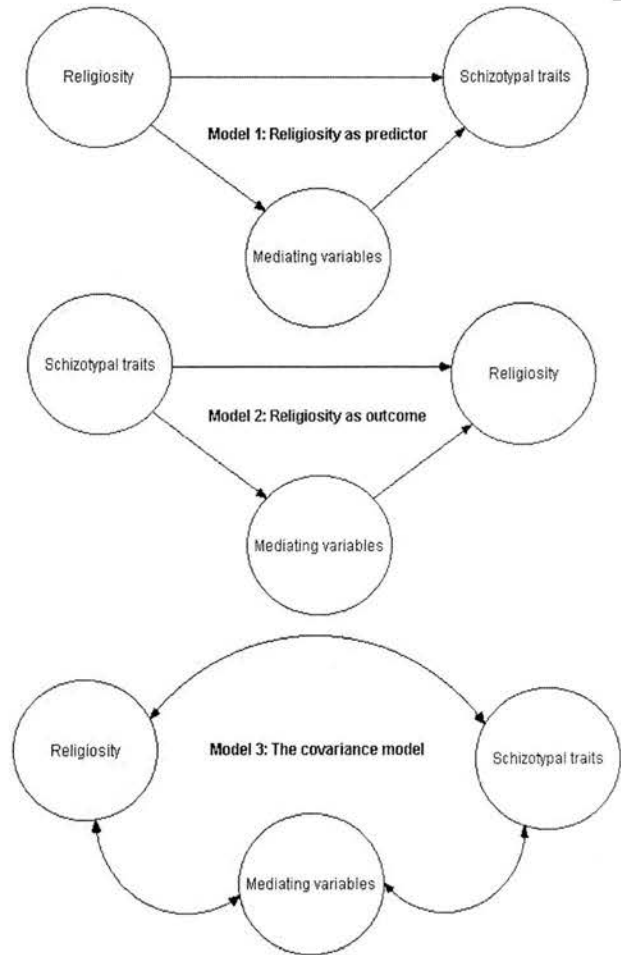 Religiosity
Schizotypal traits
Model 1: Religiosity as predictor
Mediating variables
Schizotypal traits
Religiosity
Model 2: Religiosity as outcome
Mediating variables
Religiosity
Model 3: The covariance model
Schizotypal traits
Mediating variables